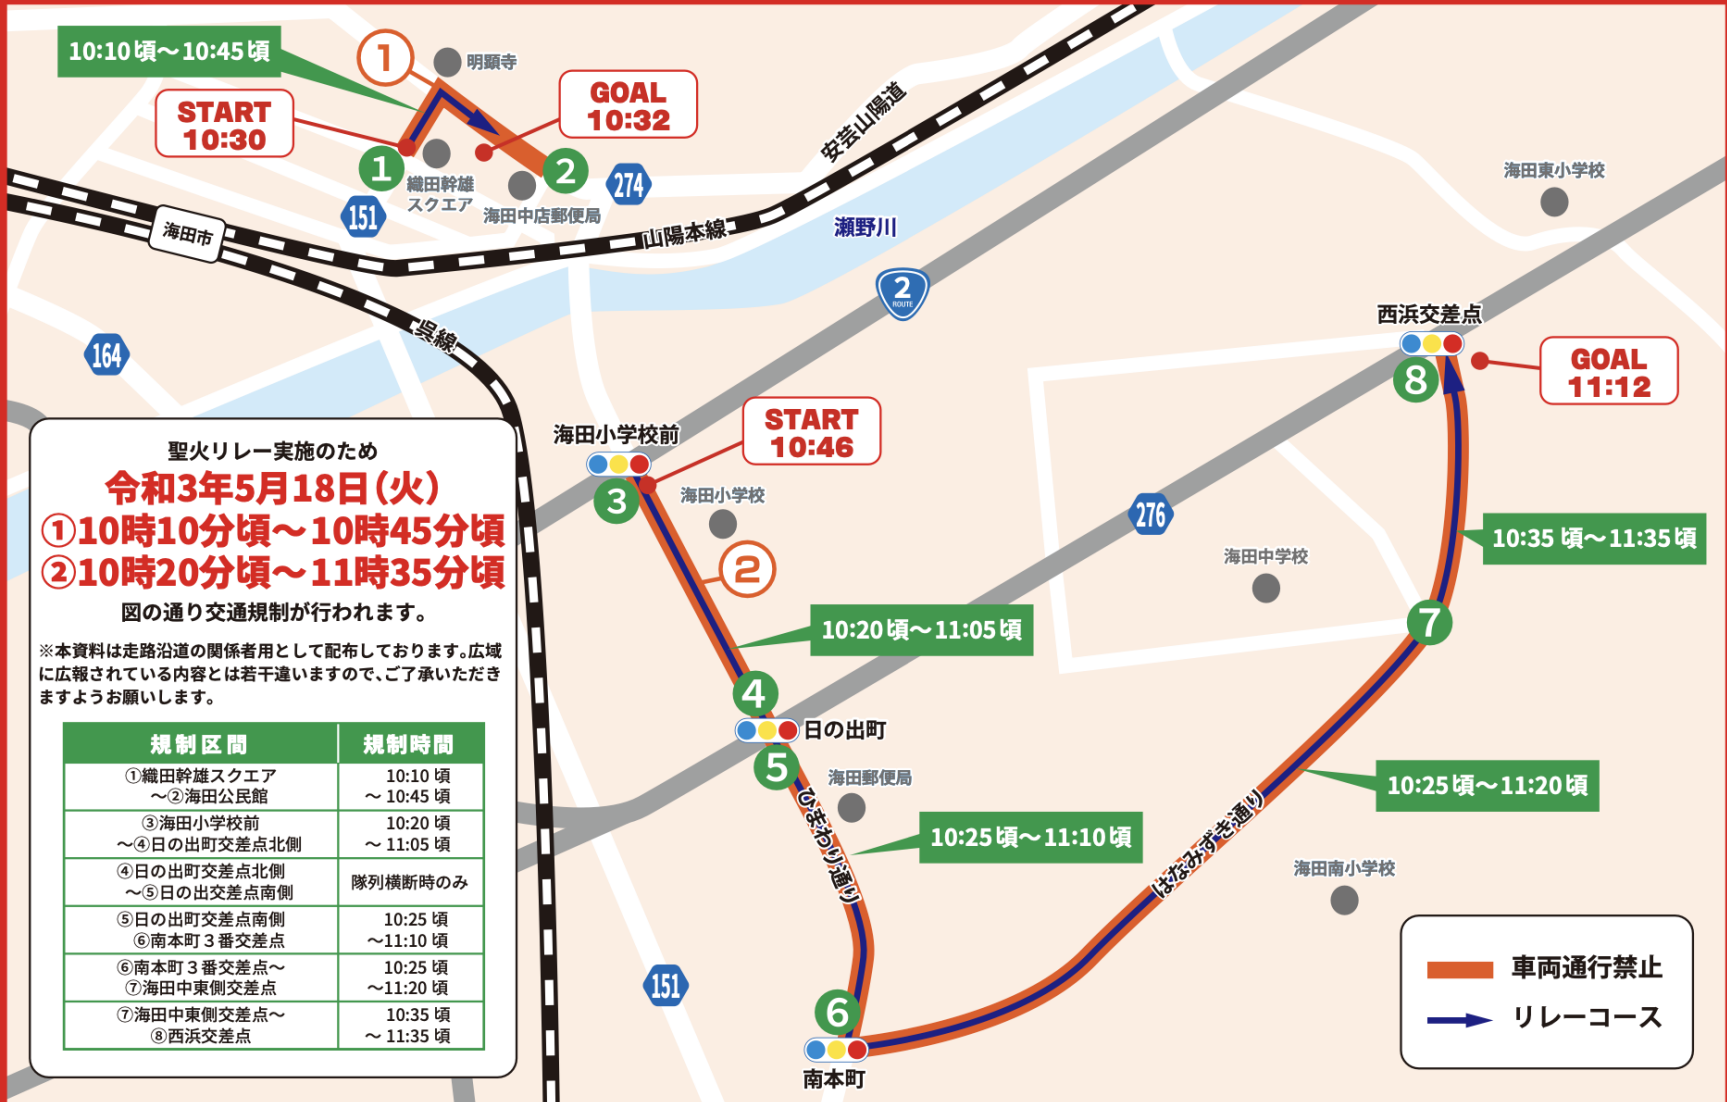 10:10頃～10:45頃
①
明顕寺
START
10:30
GOAL
10:32
1
2
織田幹雄
スクエア
海田中店郵便局
274
151
安芸山陽道
海田市
山陽本線
瀬野川
海田東小学校
2
ROUTE
呉線
164
西浜交差点
8
GOAL
11:12
海田小学校前
START
10:46
3
海田小学校
276
②
海田中学校
10:35頃～11:35頃
10:20頃～11:05頃
7
4
日の出町
5
海田郵便局
10:25頃～11:20頃
ひまわり通り
10:25頃～11:10頃
はなみずき通り
海田南小学校
151
6
南本町
聖火リレー実施のため
令和3年5月18日（火）
①10時10分頃～10時45分頃
②10時20分頃～11時35分頃
図の通り交通規制が行われます。
※本資料は走路沿道の関係者用として配布しております。広域
に広報されている内容とは若干違いますので、ご了承いただき
ますようお願いします。
規制区間 規制時間
①織田幹雄スクエア 10:10 頃
～②海田公民館 ～ 10:45 頃
③海田小学校前 10:20 頃
～④日の出町交差点北側 ～ 11:05 頃
④日の出町交差点北側
～⑤日の出交差点南側 隊列横断時のみ
⑤日の出町交差点南側 10:25 頃
⑥南本町３番交差点 ～11:10 頃
⑥南本町３番交差点～ 10:25 頃
⑦海田中東側交差点 ～11:20 頃
⑦海田中東側交差点～ 10:35 頃
⑧西浜交差点 ～ 11:35 頃
車両通行禁止
リレーコース